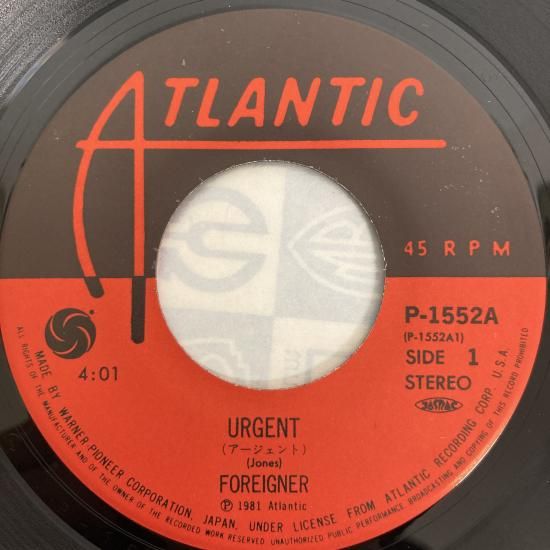 ATLANTIC
45 RPM
P-1552A
(P-1552A1)
SIDE 1
STEREO
JASRAC
4:01
URGENT
(アージェント)
(Jones)
FOREIGNER
Ⓟ 1981 Atlantic
MADE BY WARNER-PIONEER CORPORATION, JAPAN, UNDER LICENSE FROM ATLANTIC RECORDING CORP. U.S.A.
ALL RIGHTS OF THE MANUFACTURER AND OF THE OWNER OF THE RECORDED WORK RESERVED UNAUTHORIZED PUBLIC PERFORMANCE, BROADCASTING AND COPYING OF THIS RECORD PROHIBITED